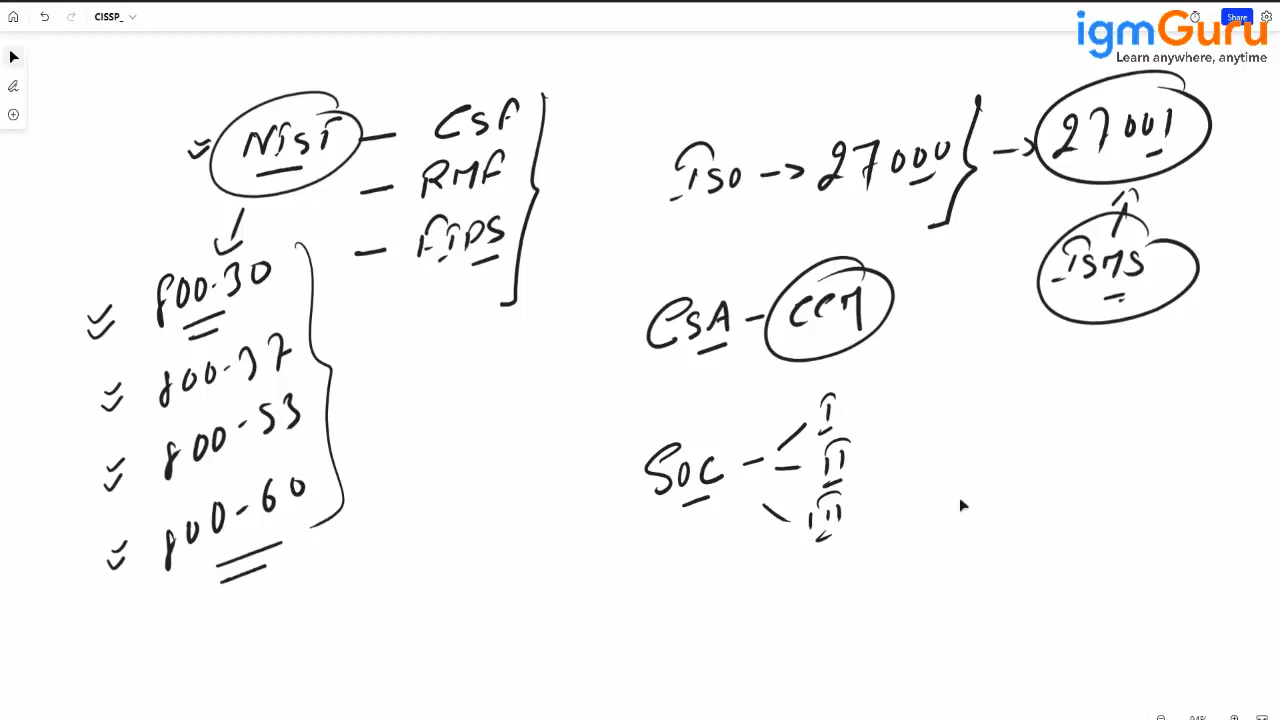 CISSP_
Share
igmGuru
Learn anywhere, anytime
NIST - CSF
- RMF
- FIPS
800-30
800-37
800-53
800-60
ISO -> 27000 } -> 27001
ISMS
CSA - CCM
SOC - I
II
III
94%